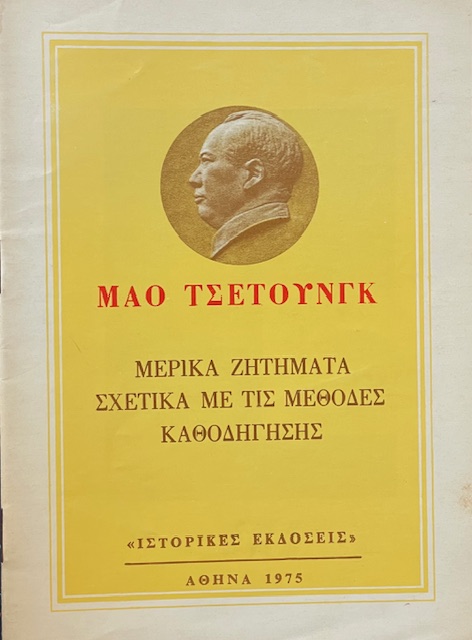 ΜΑΟ ΤΣΕΤΟΥΝΓΚ
ΜΕΡΙΚΑ ΖΗΤΗΜΑΤΑ
ΣΧΕΤΙΚΑ ΜΕ ΤΙΣ ΜΕΘΟΔΕΣ
ΚΑΘΟΔΗΓΗΣΗΣ
«ΙΣΤΟΡΙΚΕΣ ΕΚΔΟΣΕΙΣ»
ΑΘΗΝΑ 1975